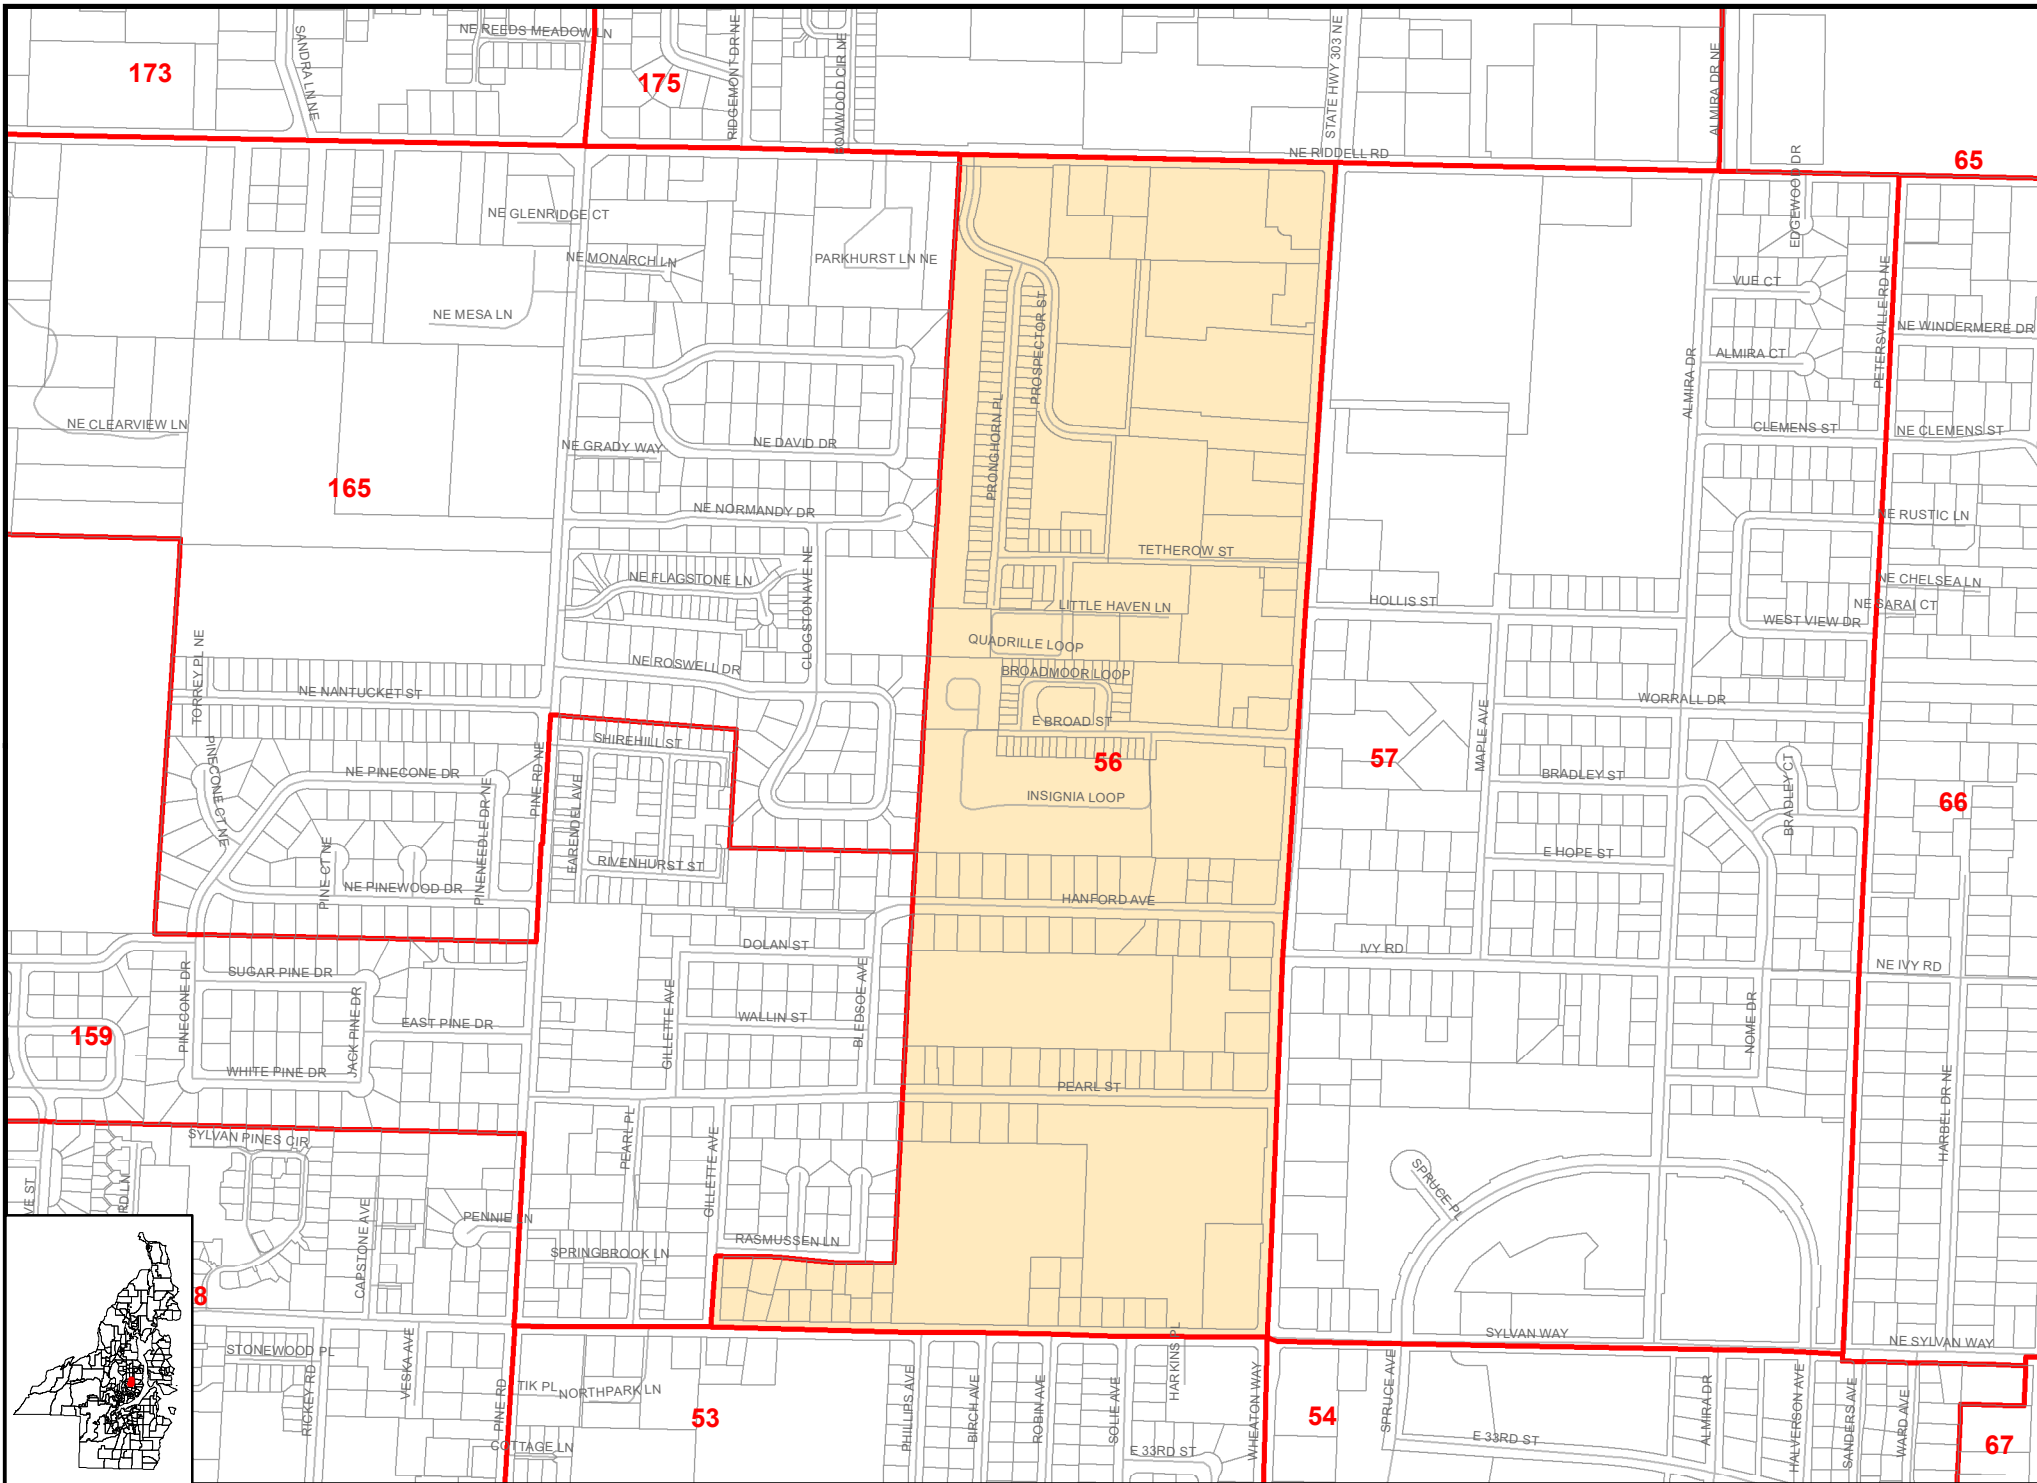 NE REEDS MEADOW LN
SANDRA LN NE
173
175
RIDGEMONT DR NE
BOWWOOD CIR NE
STATE HWY 303 NE
ALMIRA DR NE
NE RIDDELL RD
65
EDGEWOOD DR
NE GLENRIDGE CT
NE MONARCH LN
PARKHURST LN NE
VUE CT
PETERSVILLE RD NE
NE MESA LN
PROSPECTOR ST
NE WINDERMERE DR
ALMIRA DR
ALMIRA CT
NE CLEARVIEW LN
NE GRADY WAY
NE DAVID DR
PRONGHORN PL
CLEMENS ST
NE CLEMENS ST
165
NE NORMANDY DR
NE RUSTIC LN
TETHEROW ST
NE FLAGSTONE LN
CLOGSTON AVE NE
NE CHELSEA LN
LITTLE HAVEN LN
HOLLIS ST
NE SARAI CT
WEST VIEW DR
QUADRILLE LOOP
TORREY PL NE
NE ROSWELL DR
BROADMOOR LOOP
NE NANTUCKET ST
WORRALL DR
E BROAD ST
MAPLE AVE
SHIREHILL ST
56
57
PINECONE CT NE
NE PINECONE DR
PINE RD NE
BRADLEY ST
BRADLEY CT
INSIGNIA LOOP
66
EARENDEL AVE
PINENEEDLE DR NE
PINE CT NE
RIVENHURST ST
E HOPE ST
NE PINEWOOD DR
HANFORD AVE
DOLAN ST
IVY RD
NE IVY RD
SUGAR PINE DR
PINECONE DR
JACK PINE DR
GILLETTE AVE
BLEDSOE AVE
NOME DR
159
EAST PINE DR
WALLIN ST
WHITE PINE DR
PEARL ST
HARBEL DR NE
SYLVAN PINES CIR
PEARL PL
GILLETTE AVE
SPRUCE PL
VE ST
RD LN
PENNIE LN
CAPSTONE AVE
SPRINGBROOK LN
RASMUSSEN LN
8
SYLVAN WAY
NE SYLVAN WAY
STONEWOOD PL
RICKEY RD
VESKA AVE
PINE RD
TIK PL
NORTHPARK LN
53
PHILLIPS AVE
BIRCH AVE
ROBIN AVE
SOLIE AVE
HARKINS PL
WHEATON WAY
54
SPRUCE AVE
ALMIRA DR
HALVERSON AVE
SANDERS AVE
WARD AVE
COTTAGE LN
E 33RD ST
E 33RD ST
67